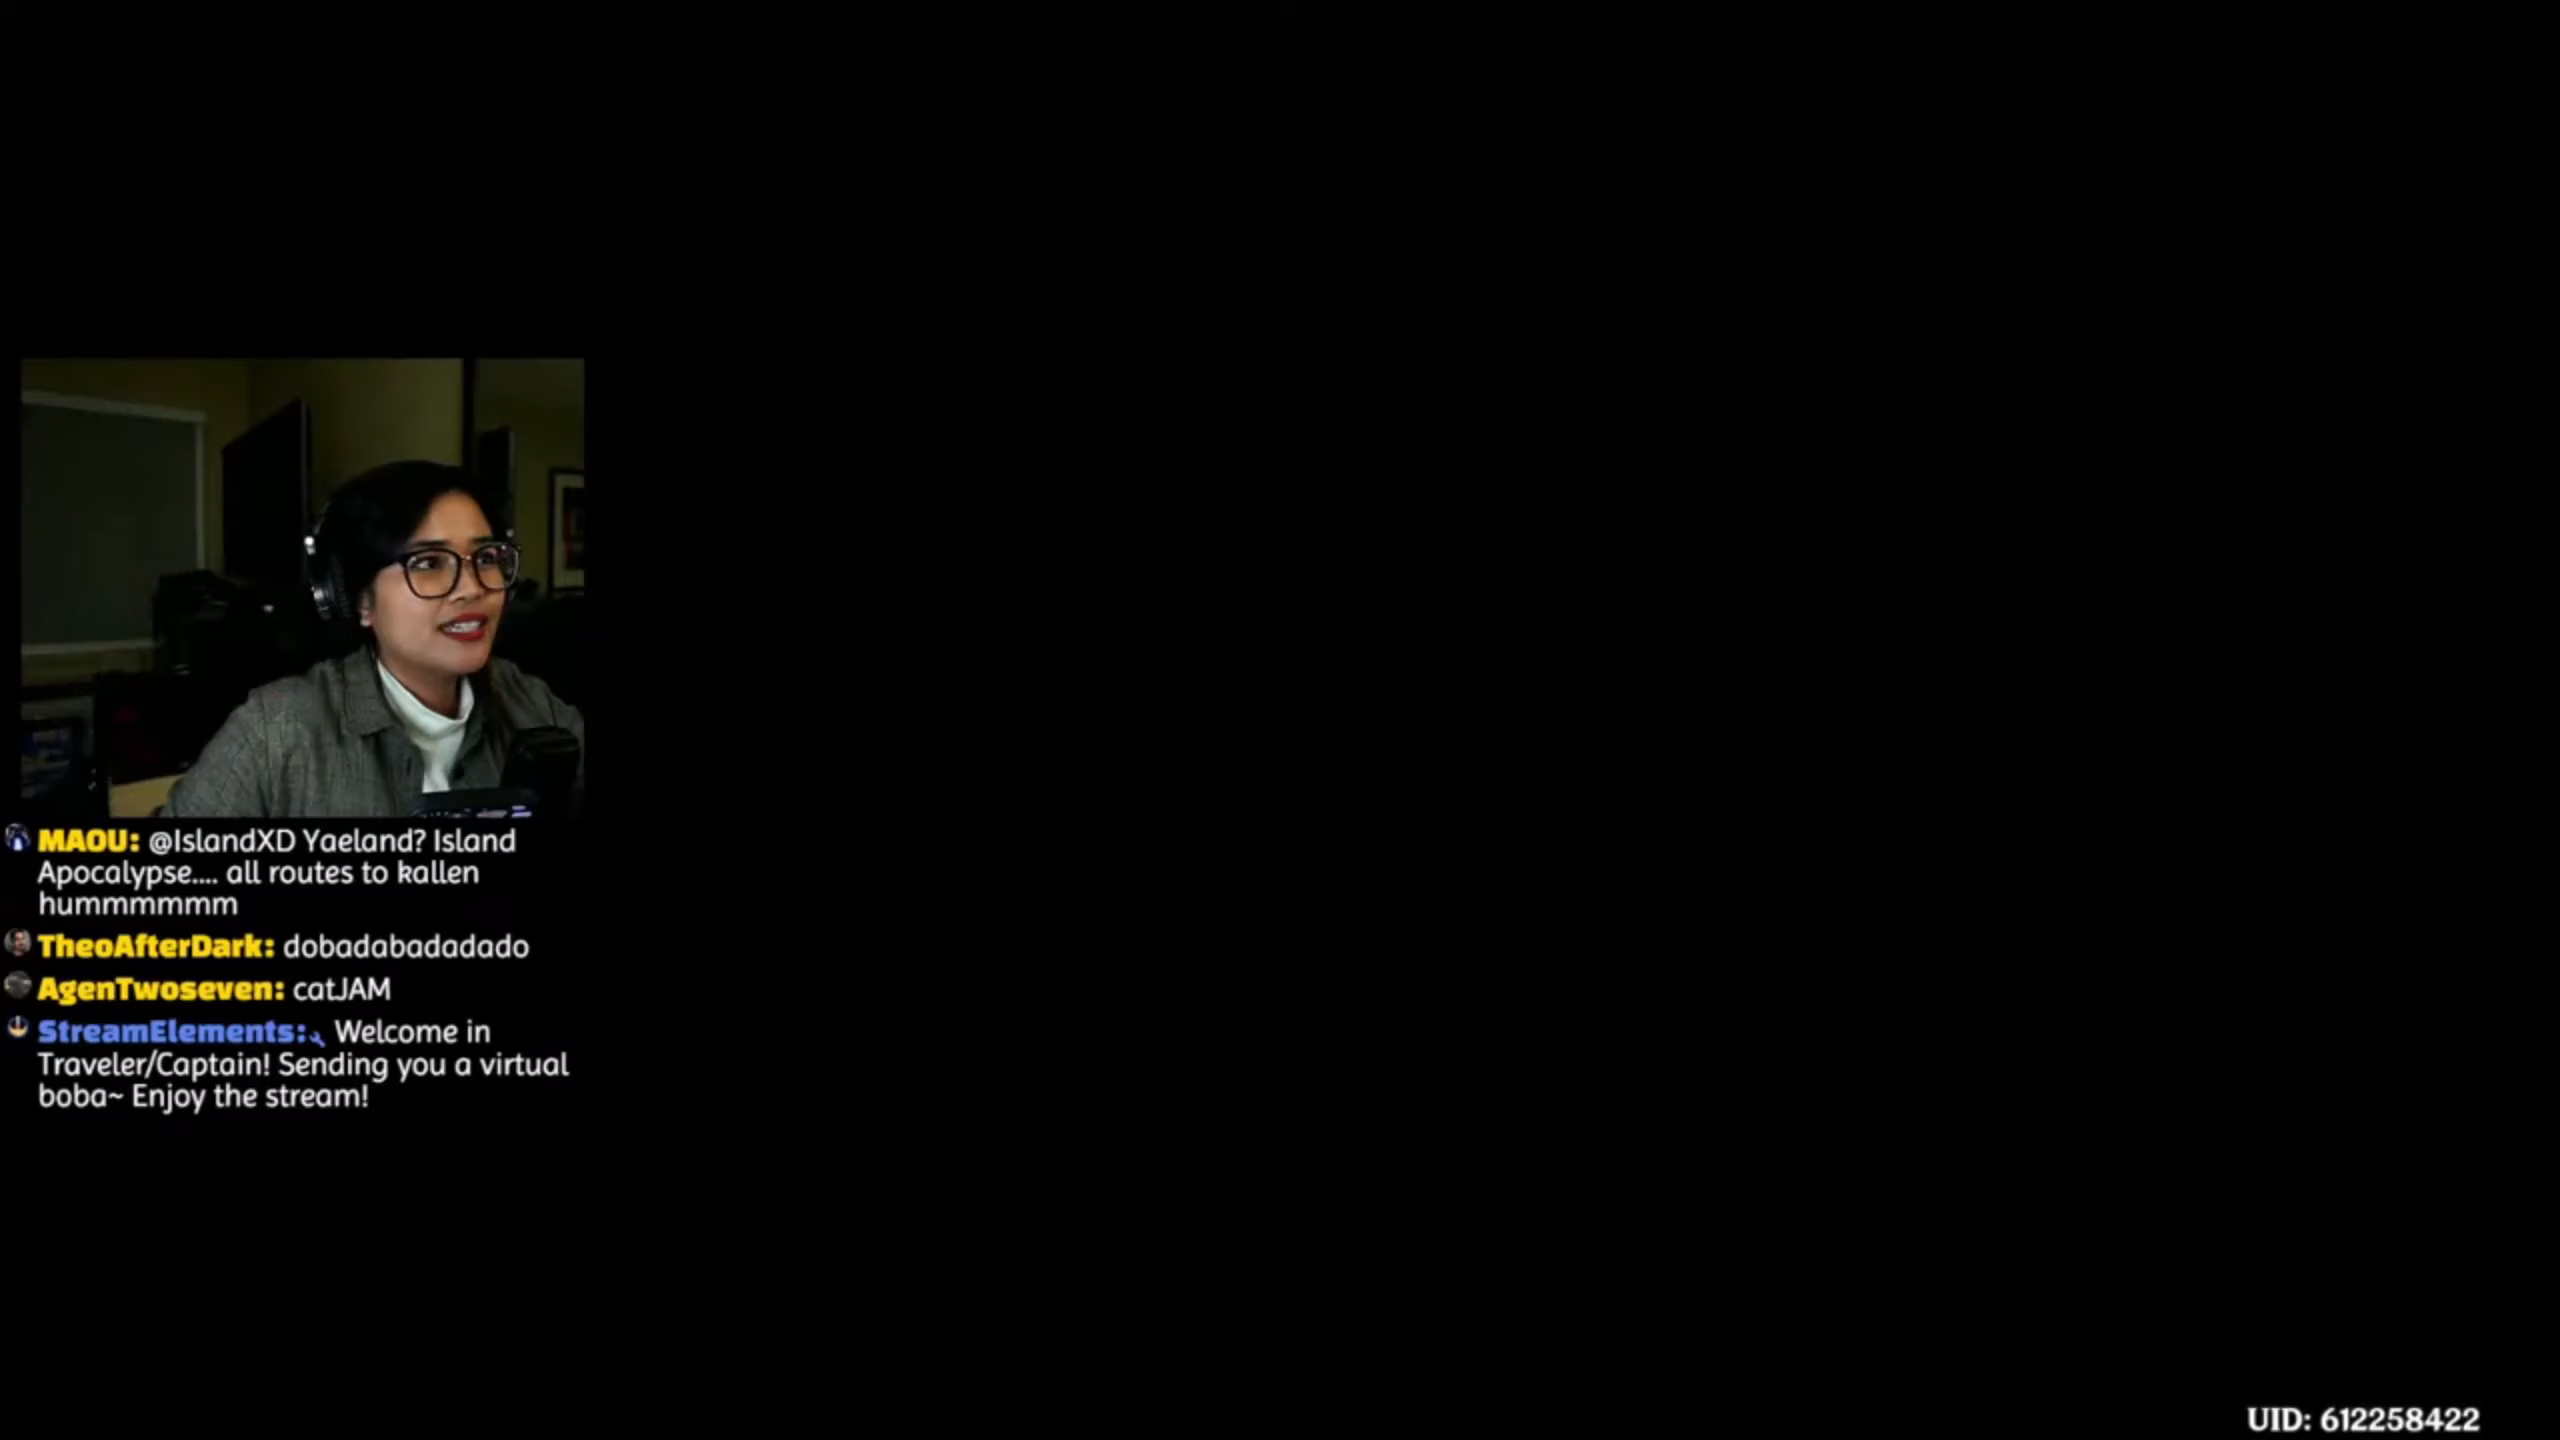 MAOU: @IslandXD Yaeland? Island
Apocalypse.... all routes to kallen
hummmmmm
TheoAfterDark: dobadabadadado
AgenTwoseven: catJAM
StreamElements: Welcome in
Traveler/Captain! Sending you a virtual
boba~ Enjoy the stream!
UID: 612258422